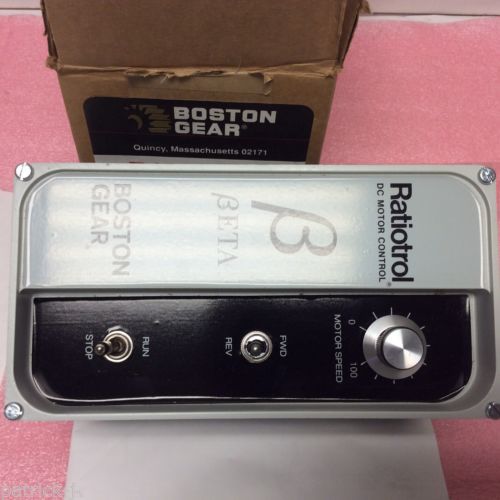 BOSTON
GEAR®
Quincy, Massachusetts 02171
Ratiotrol®
DC MOTOR CONTROL
β
βETA
BOSTON
GEAR®
0
100
MOTOR SPEED
FWD
REV
RUN
STOP